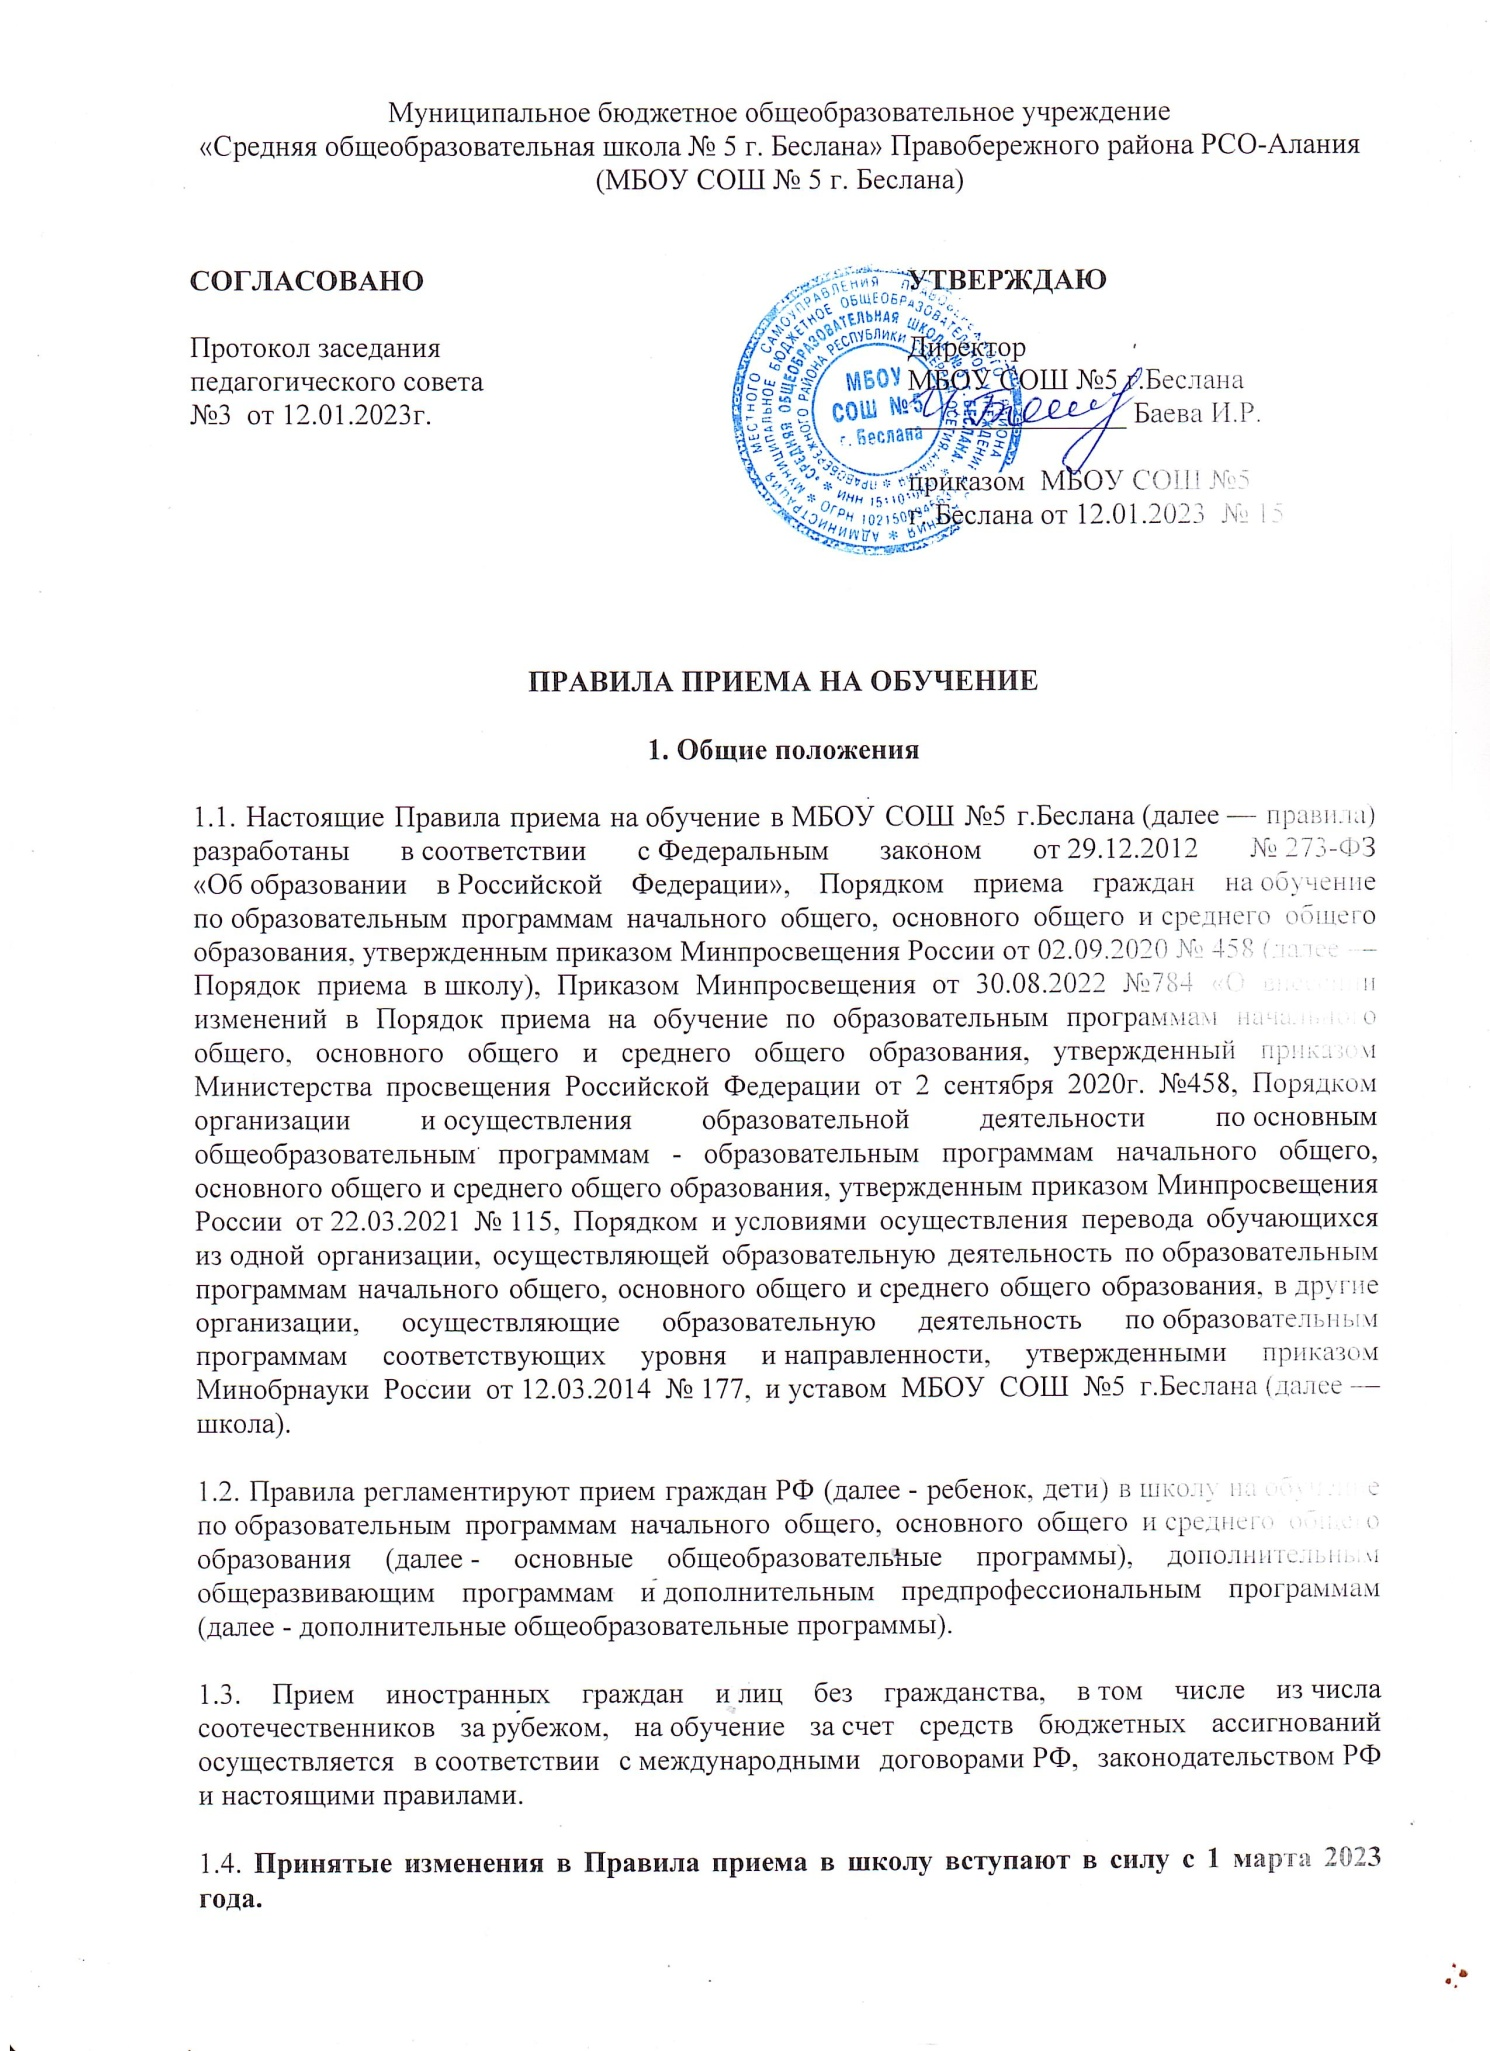 Муниципальное бюджетное общеобразовательное учреждение
«Средняя общеобразовательная школа № 5 г. Беслана» Правобережного района РСО-Алания
(МБОУ СОШ № 5 г. Беслана)
СОГЛАСОВАНО
Протокол заседания
педагогического совета
№3 от 12.01.2023г.
УТВЕРЖДАЮ
Директор
МБОУ СОШ №5 г.Беслана
Баева И.Р.
приказом МБОУ СОШ №5
г. Беслана от 12.01.2023 № 15
МБОУ
СОШ №5
г. Беслана
ПРАВИЛА ПРИЕМА НА ОБУЧЕНИЕ
1. Общие положения
1.1. Настоящие Правила приема на обучение в МБОУ СОШ №5 г.Беслана (далее — правила)
разработаны в соответствии с Федеральным законом от 29.12.2012 № 273-ФЗ
«Об образовании в Российской Федерации», Порядком приема граждан на обучение
по образовательным программам начального общего, основного общего и среднего общего
образования, утвержденным приказом Минпросвещения России от 02.09.2020 № 458 (далее —
Порядок приема в школу), Приказом Минпросвещения от 30.08.2022 №784 «О внесении
изменений в Порядок приема на обучение по образовательным программам начального
общего, основного общего и среднего общего образования, утвержденный приказом
Министерства просвещения Российской Федерации от 2 сентября 2020г. №458, Порядком
организации и осуществления образовательной деятельности по основным
общеобразовательным программам - образовательным программам начального общего,
основного общего и среднего общего образования, утвержденным приказом Минпросвещения
России от 22.03.2021 № 115, Порядком и условиями осуществления перевода обучающихся
из одной организации, осуществляющей образовательную деятельность по образовательным
программам начального общего, основного общего и среднего общего образования, в другие
организации, осуществляющие образовательную деятельность по образовательным
программам соответствующих уровня и направленности, утвержденными приказом
Минобрнауки России от 12.03.2014 № 177, и уставом МБОУ СОШ №5 г.Беслана (далее —
школа).
1.2. Правила регламентируют прием граждан РФ (далее - ребенок, дети) в школу на обучение
по образовательным программам начального общего, основного общего и среднего общего
образования (далее - основные общеобразовательные программы), дополнительным
общеразвивающим программам и дополнительным предпрофессиональным программам
(далее - дополнительные общеобразовательные программы).
1.3. Прием иностранных граждан и лиц без гражданства, в том числе из числа
соотечественников за рубежом, на обучение за счет средств бюджетных ассигнований
осуществляется в соответствии с международными договорами РФ, законодательством РФ
и настоящими правилами.
1.4. Принятые изменения в Правила приема в школу вступают в силу с 1 марта 2023
года.